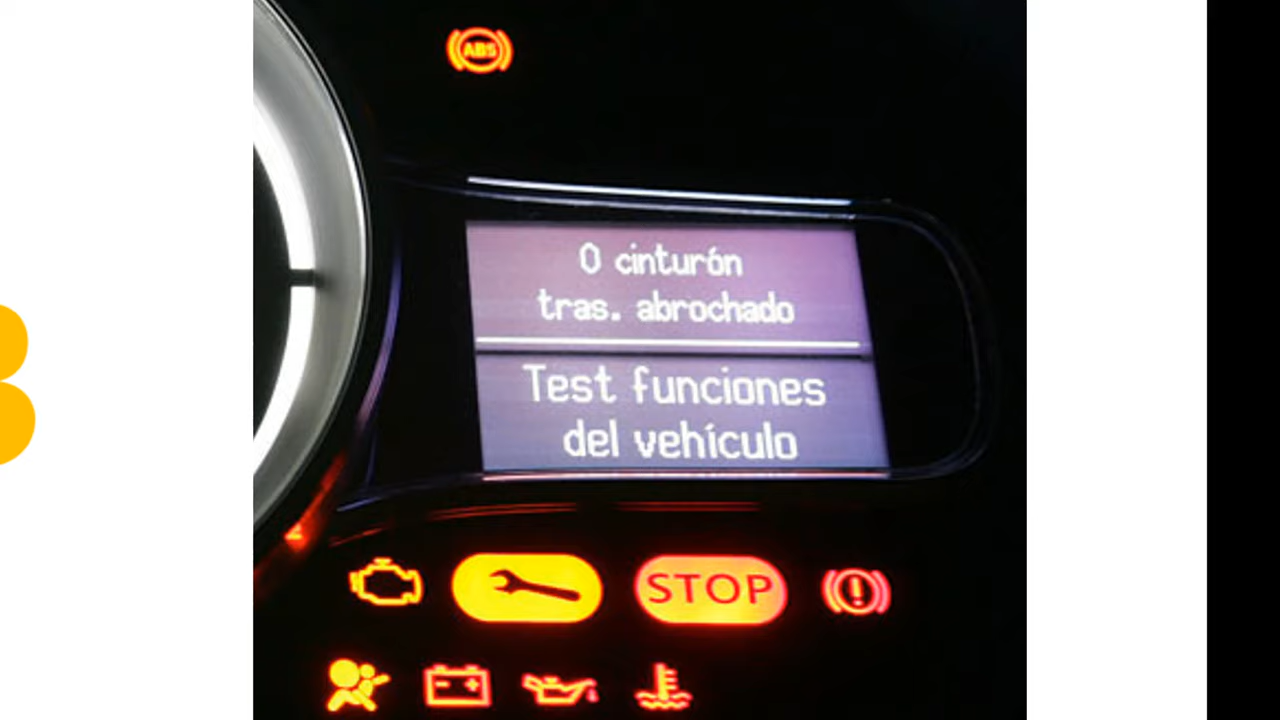 ABS
0 cinturón
tras. abrochado
Test funciones
del vehículo
STOP